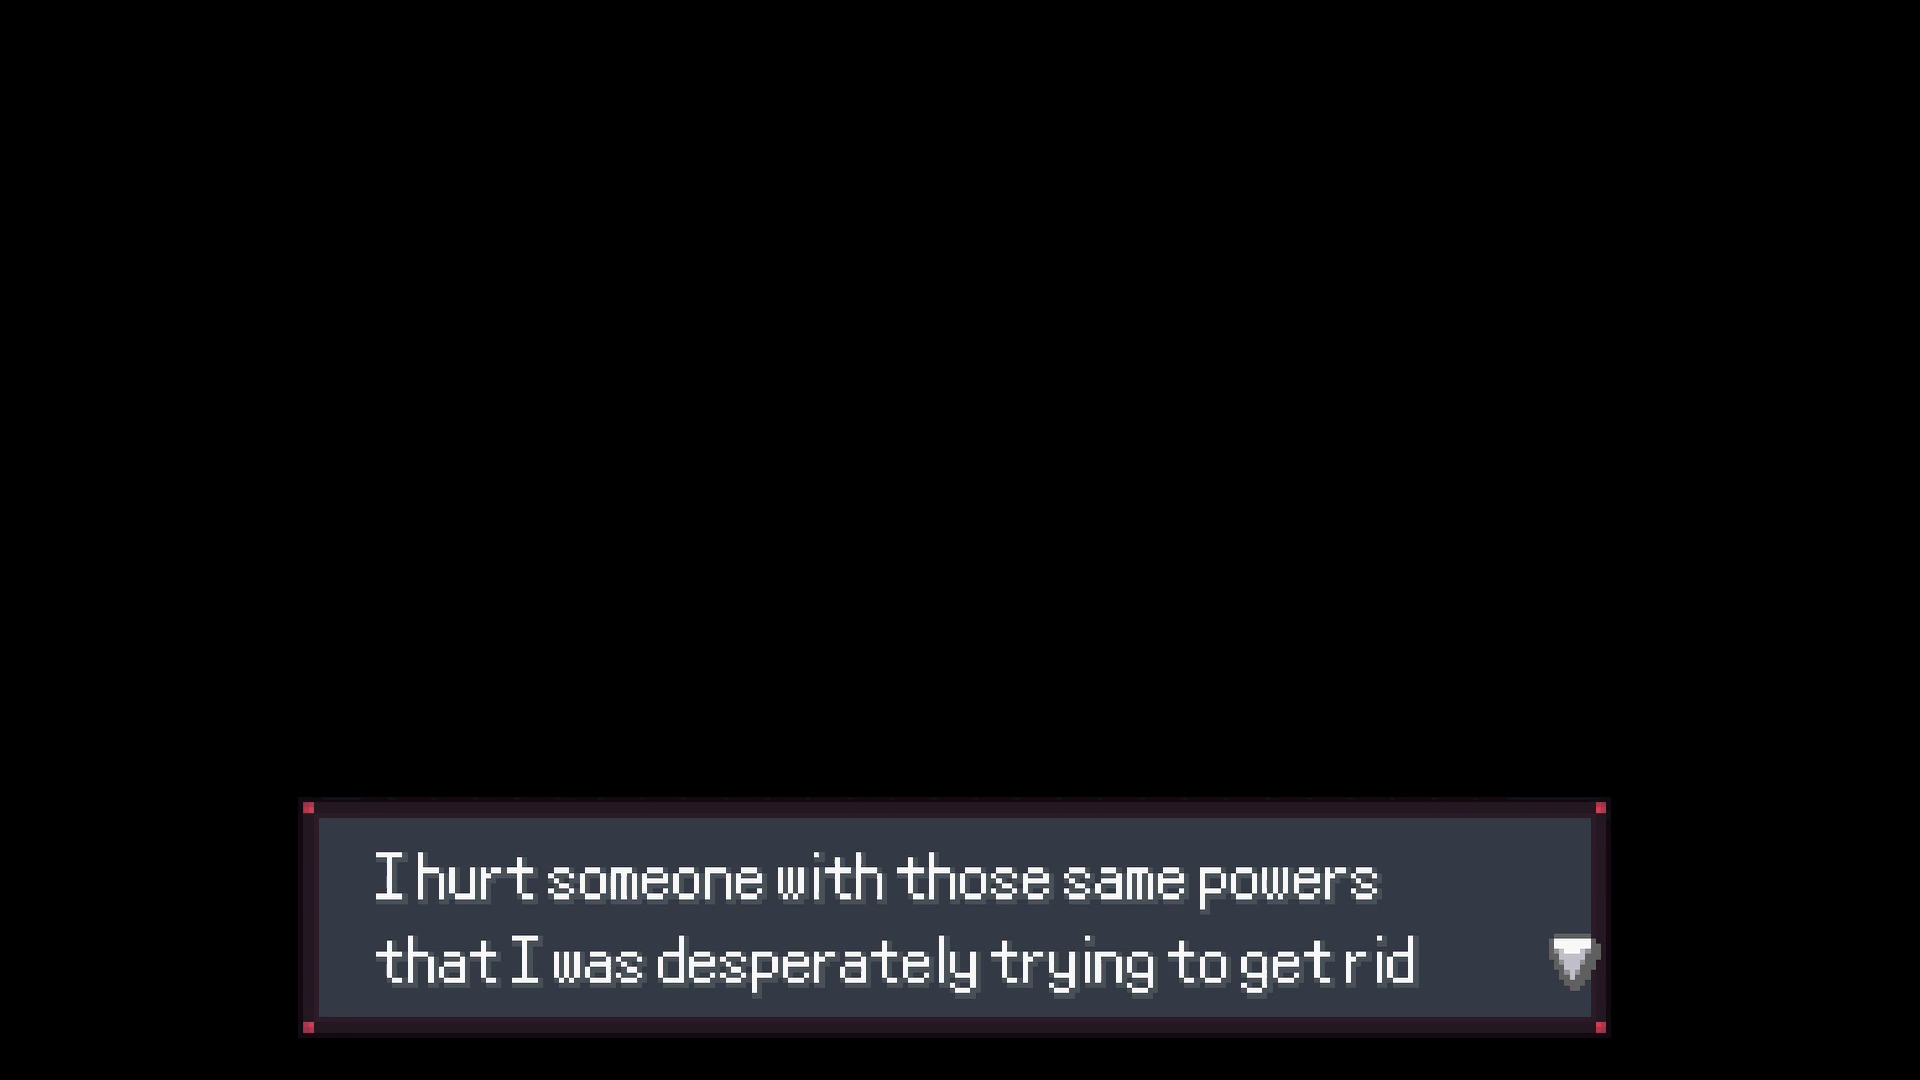 I hurt someone with those same powers
that I was desperately trying to get rid